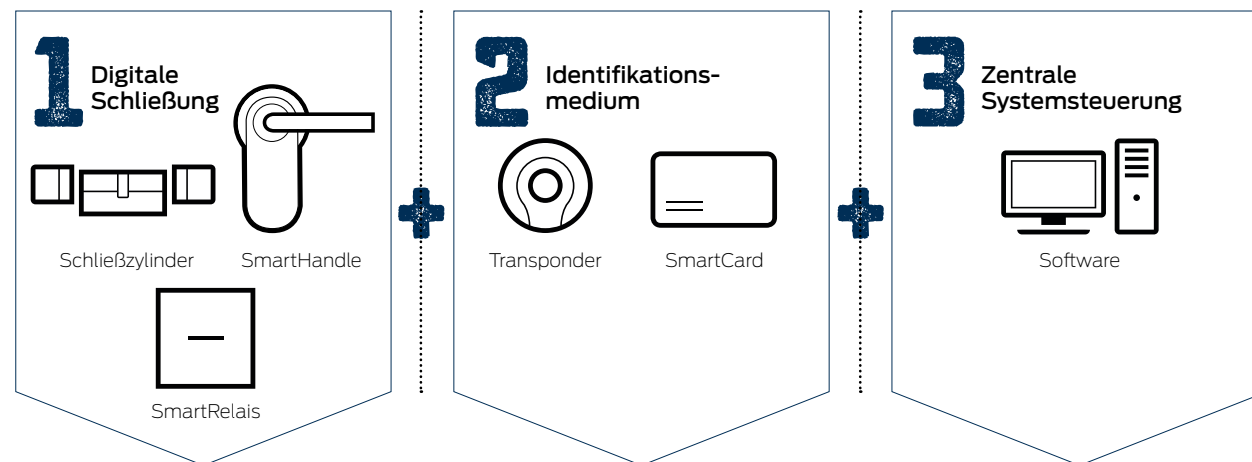 1
Digitale
Schließung
Schließzylinder
SmartHandle
SmartRelais
+
2
Identifikations-
medium
Transponder
SmartCard
+
3
Zentrale
Systemsteuerung
Software